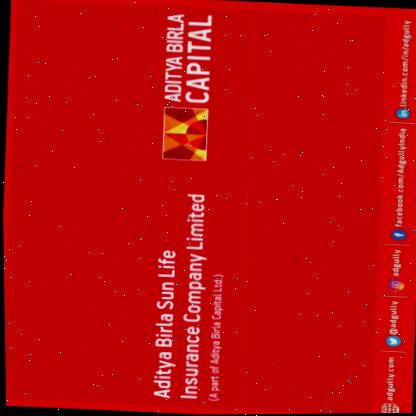 Aditya Birla Sun Life
Insurance Company Limited
(A part of Aditya Birla Capital Ltd.)
ADITYA BIRLA
CAPITAL
adgully.com
@adgully
adgully
facebook.com/AdgullyIndia
linkedin.com/in/adgully